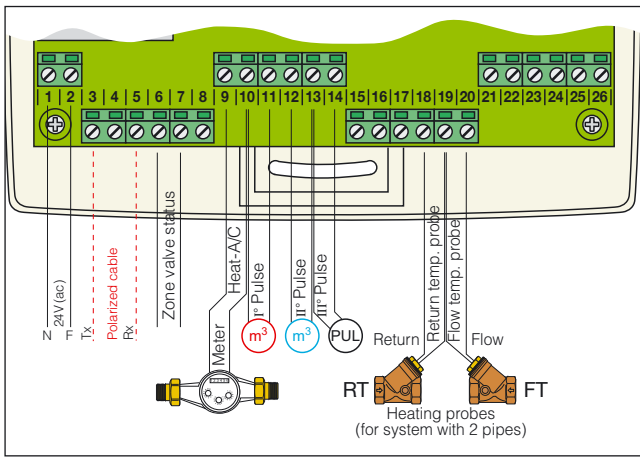 1 2 3 4 5 6 7 8 9 10 11 12 13 14 15 16 17 18 19 20 21 22 23 24 25 26
N
24V(ac)
F
Tx
Polarized cable
Rx
Zone valve status
Meter
Heat-A/C
I° Pulse
m³
II° Pulse
m³
III° Pulse
PUL
Return temp. probe
Flow temp. probe
Return
Flow
RT
FT
Heating probes
(for system with 2 pipes)